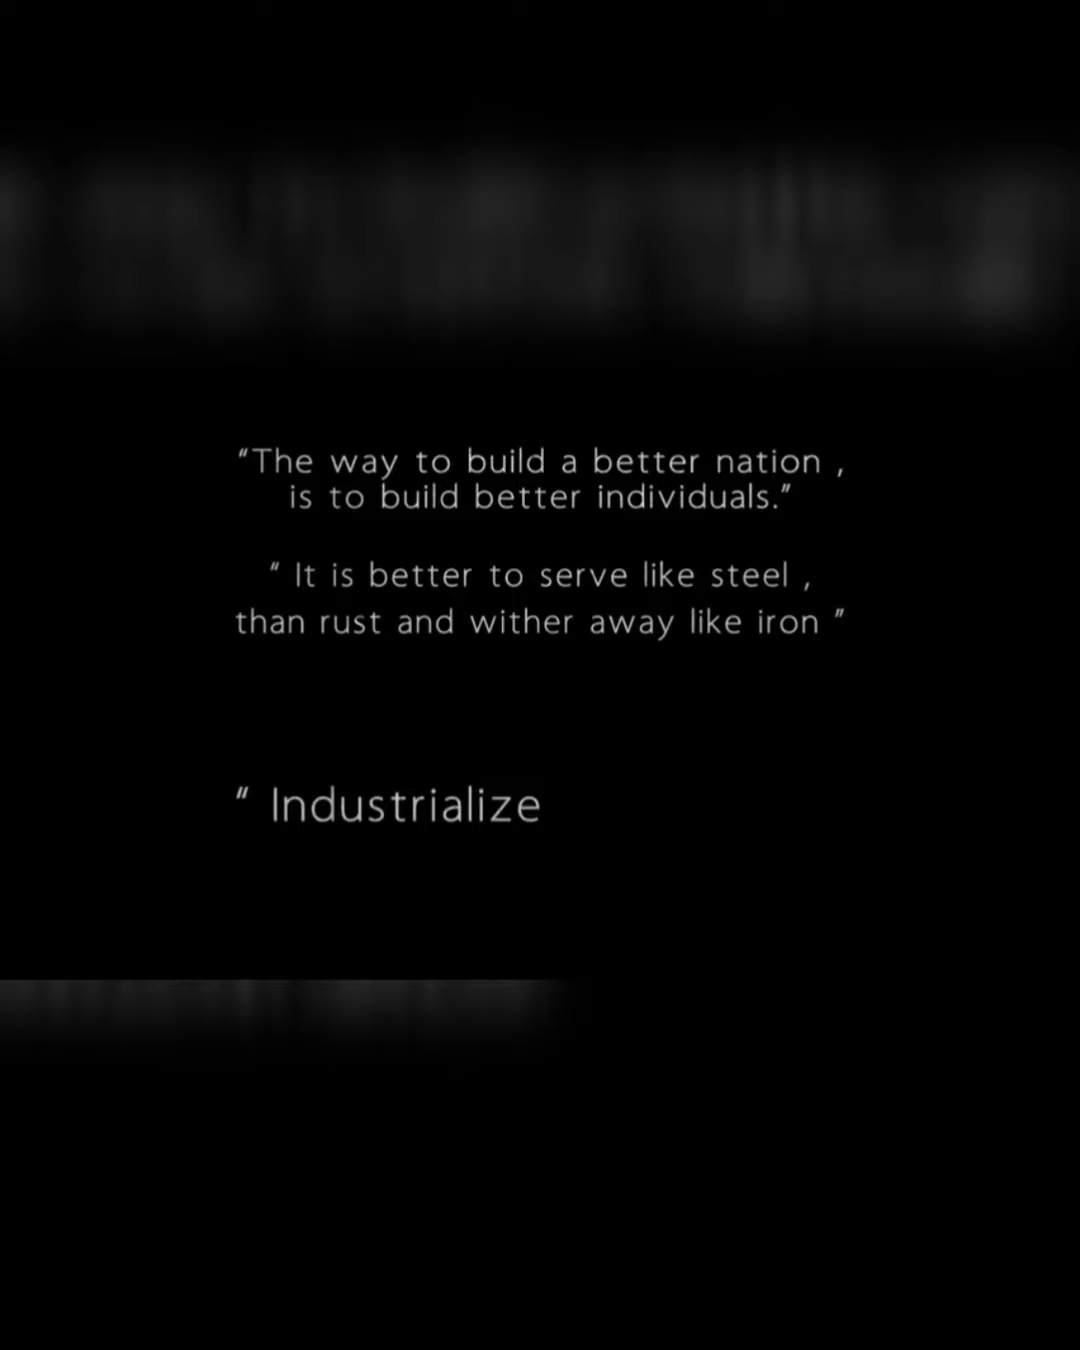 “The way to build a better nation ,
is to build better individuals.”
“ It is better to serve like steel ,
than rust and wither away like iron ”
“ Industrialize